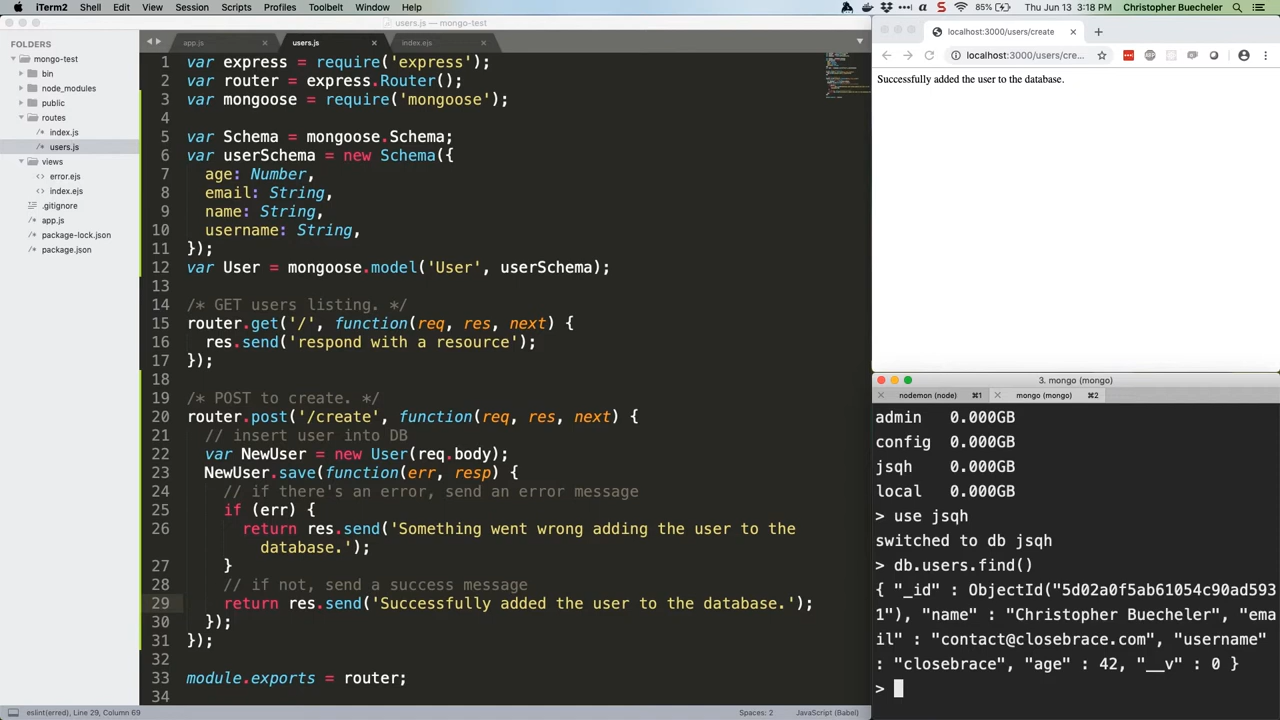 iTerm2 Shell Edit View Session Scripts Profiles Toolbelt Window Help
85% Thu Jun 13 3:18 PM Christopher Buecheler
users.js — mongo-test
FOLDERS
mongo-test
bin
node_modules
public
routes
index.js
users.js
views
error.ejs
index.ejs
.gitignore
app.js
package-lock.json
package.json
app.js users.js index.ejs
1 var express = require('express');
2 var router = express.Router();
3 var mongoose = require('mongoose');
4
5 var Schema = mongoose.Schema;
6 var userSchema = new Schema({
7 age: Number,
8 email: String,
9 name: String,
10 username: String,
11 });
12 var User = mongoose.model('User', userSchema);
13
14 /* GET users listing. */
15 router.get('/', function(req, res, next) {
16 res.send('respond with a resource');
17 });
18
19 /* POST to create. */
20 router.post('/create', function(req, res, next) {
21 // insert user into DB
22 var NewUser = new User(req.body);
23 NewUser.save(function(err, resp) {
24 // if there's an error, send an error message
25 if (err) {
26 return res.send('Something went wrong adding the user to the
database.');
27 }
28 // if not, send a success message
29 return res.send('Successfully added the user to the database.');
30 });
31 });
32
33 module.exports = router;
34
eslint(erred), Line 29, Column 69
Spaces: 2 JavaScript (Babel)
localhost:3000/users/create
localhost:3000/users/cre...
Successfully added the user to the database.
3. mongo (mongo)
nodemon (node) ⌘1 mongo (mongo) ⌘2
admin 0.000GB
config 0.000GB
jsqh 0.000GB
local 0.000GB
> use jsqh
switched to db jsqh
> db.users.find()
{ "_id" : ObjectId("5d02a0f5ab61054c90ad593
1"), "name" : "Christopher Buecheler", "ema
il" : "contact@closebrace.com", "username"
: "closebrace", "age" : 42, "__v" : 0 }
>